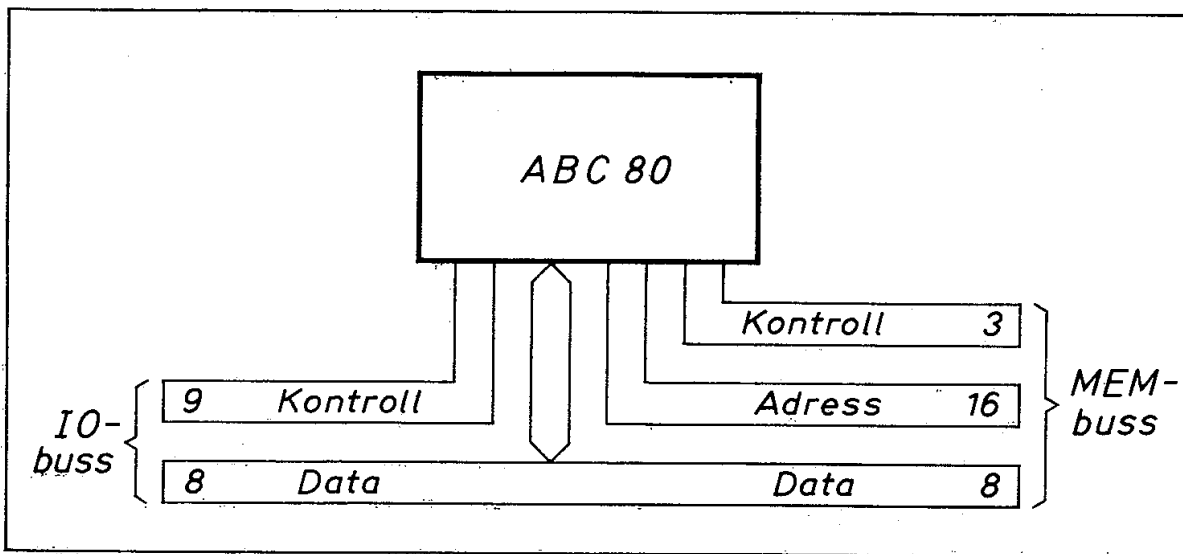 ABC 80
Kontroll 3
9 Kontroll
Adress 16
IO-
buss
MEM-
buss
8 Data
Data 8